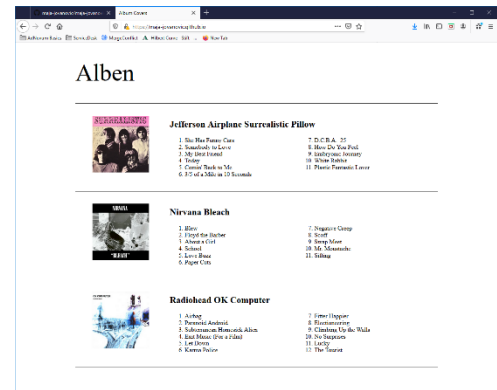 Album Covers
Alben
Jefferson Airplane Surrealistic Pillow
1. She Has Funny Cars
2. Somebody to Love
3. My Best Friend
4. Today
5. Comin' Back to Me
6. 3/5 of a Mile in 10 Seconds
7. D.C.B.A. 25
8. How Do You Feel
9. Embryonic Journey
10. White Rabbit
11. Plastic Fantastic Lover
NIRVANA
"BLEACH"
Nirvana Bleach
1. Blew
2. Floyd the Barber
3. About a Girl
4. School
5. Love Buzz
6. Paper Cuts
7. Negative Creep
8. Scoff
9. Swap Meet
10. Mr. Moustache
11. Sifting
Radiohead OK Computer
1. Airbag
2. Paranoid Android
3. Subterranean Homesick Alien
4. Exit Music (For a Film)
5. Let Down
6. Karma Police
7. Fitter Happier
8. Electioneering
9. Climbing Up the Walls
10. No Surprises
11. Lucky
12. The Tourist